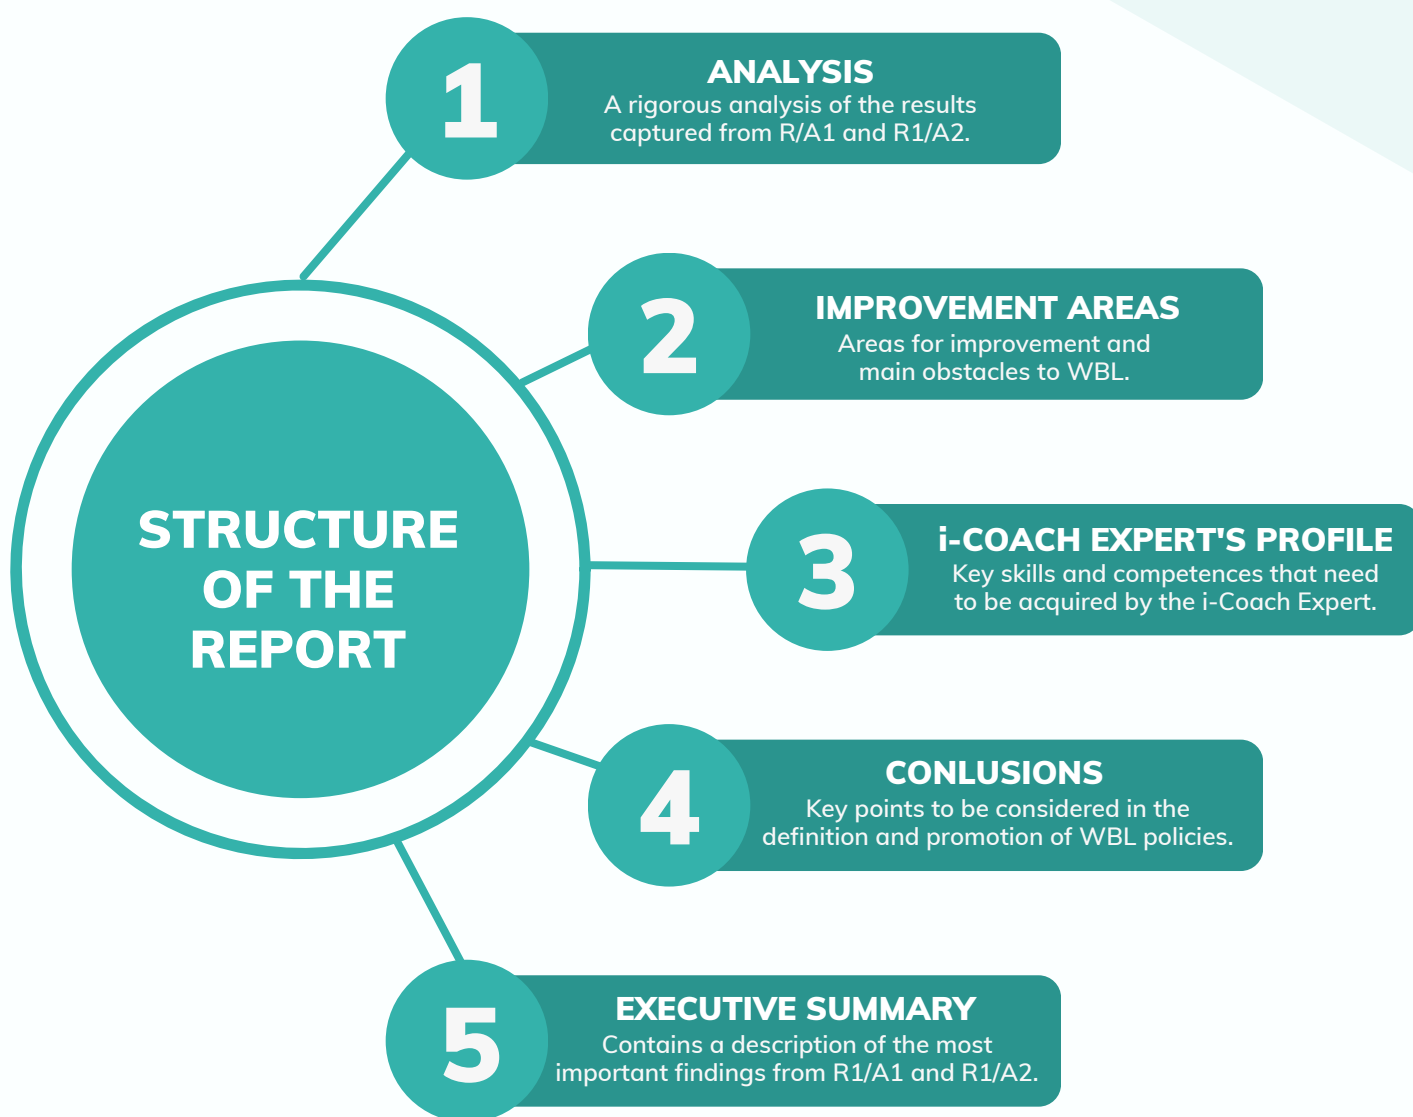 1
ANALYSIS
A rigorous analysis of the results
captured from R/A1 and R1/A2.
2
IMPROVEMENT AREAS
Areas for improvement and
main obstacles to WBL.
STRUCTURE
OF THE
REPORT
3
i-COACH EXPERT'S PROFILE
Key skills and competences that need
to be acquired by the i-Coach Expert.
4
CONLUSIONS
Key points to be considered in the
definition and promotion of WBL policies.
5
EXECUTIVE SUMMARY
Contains a description of the most
important findings from R1/A1 and R1/A2.